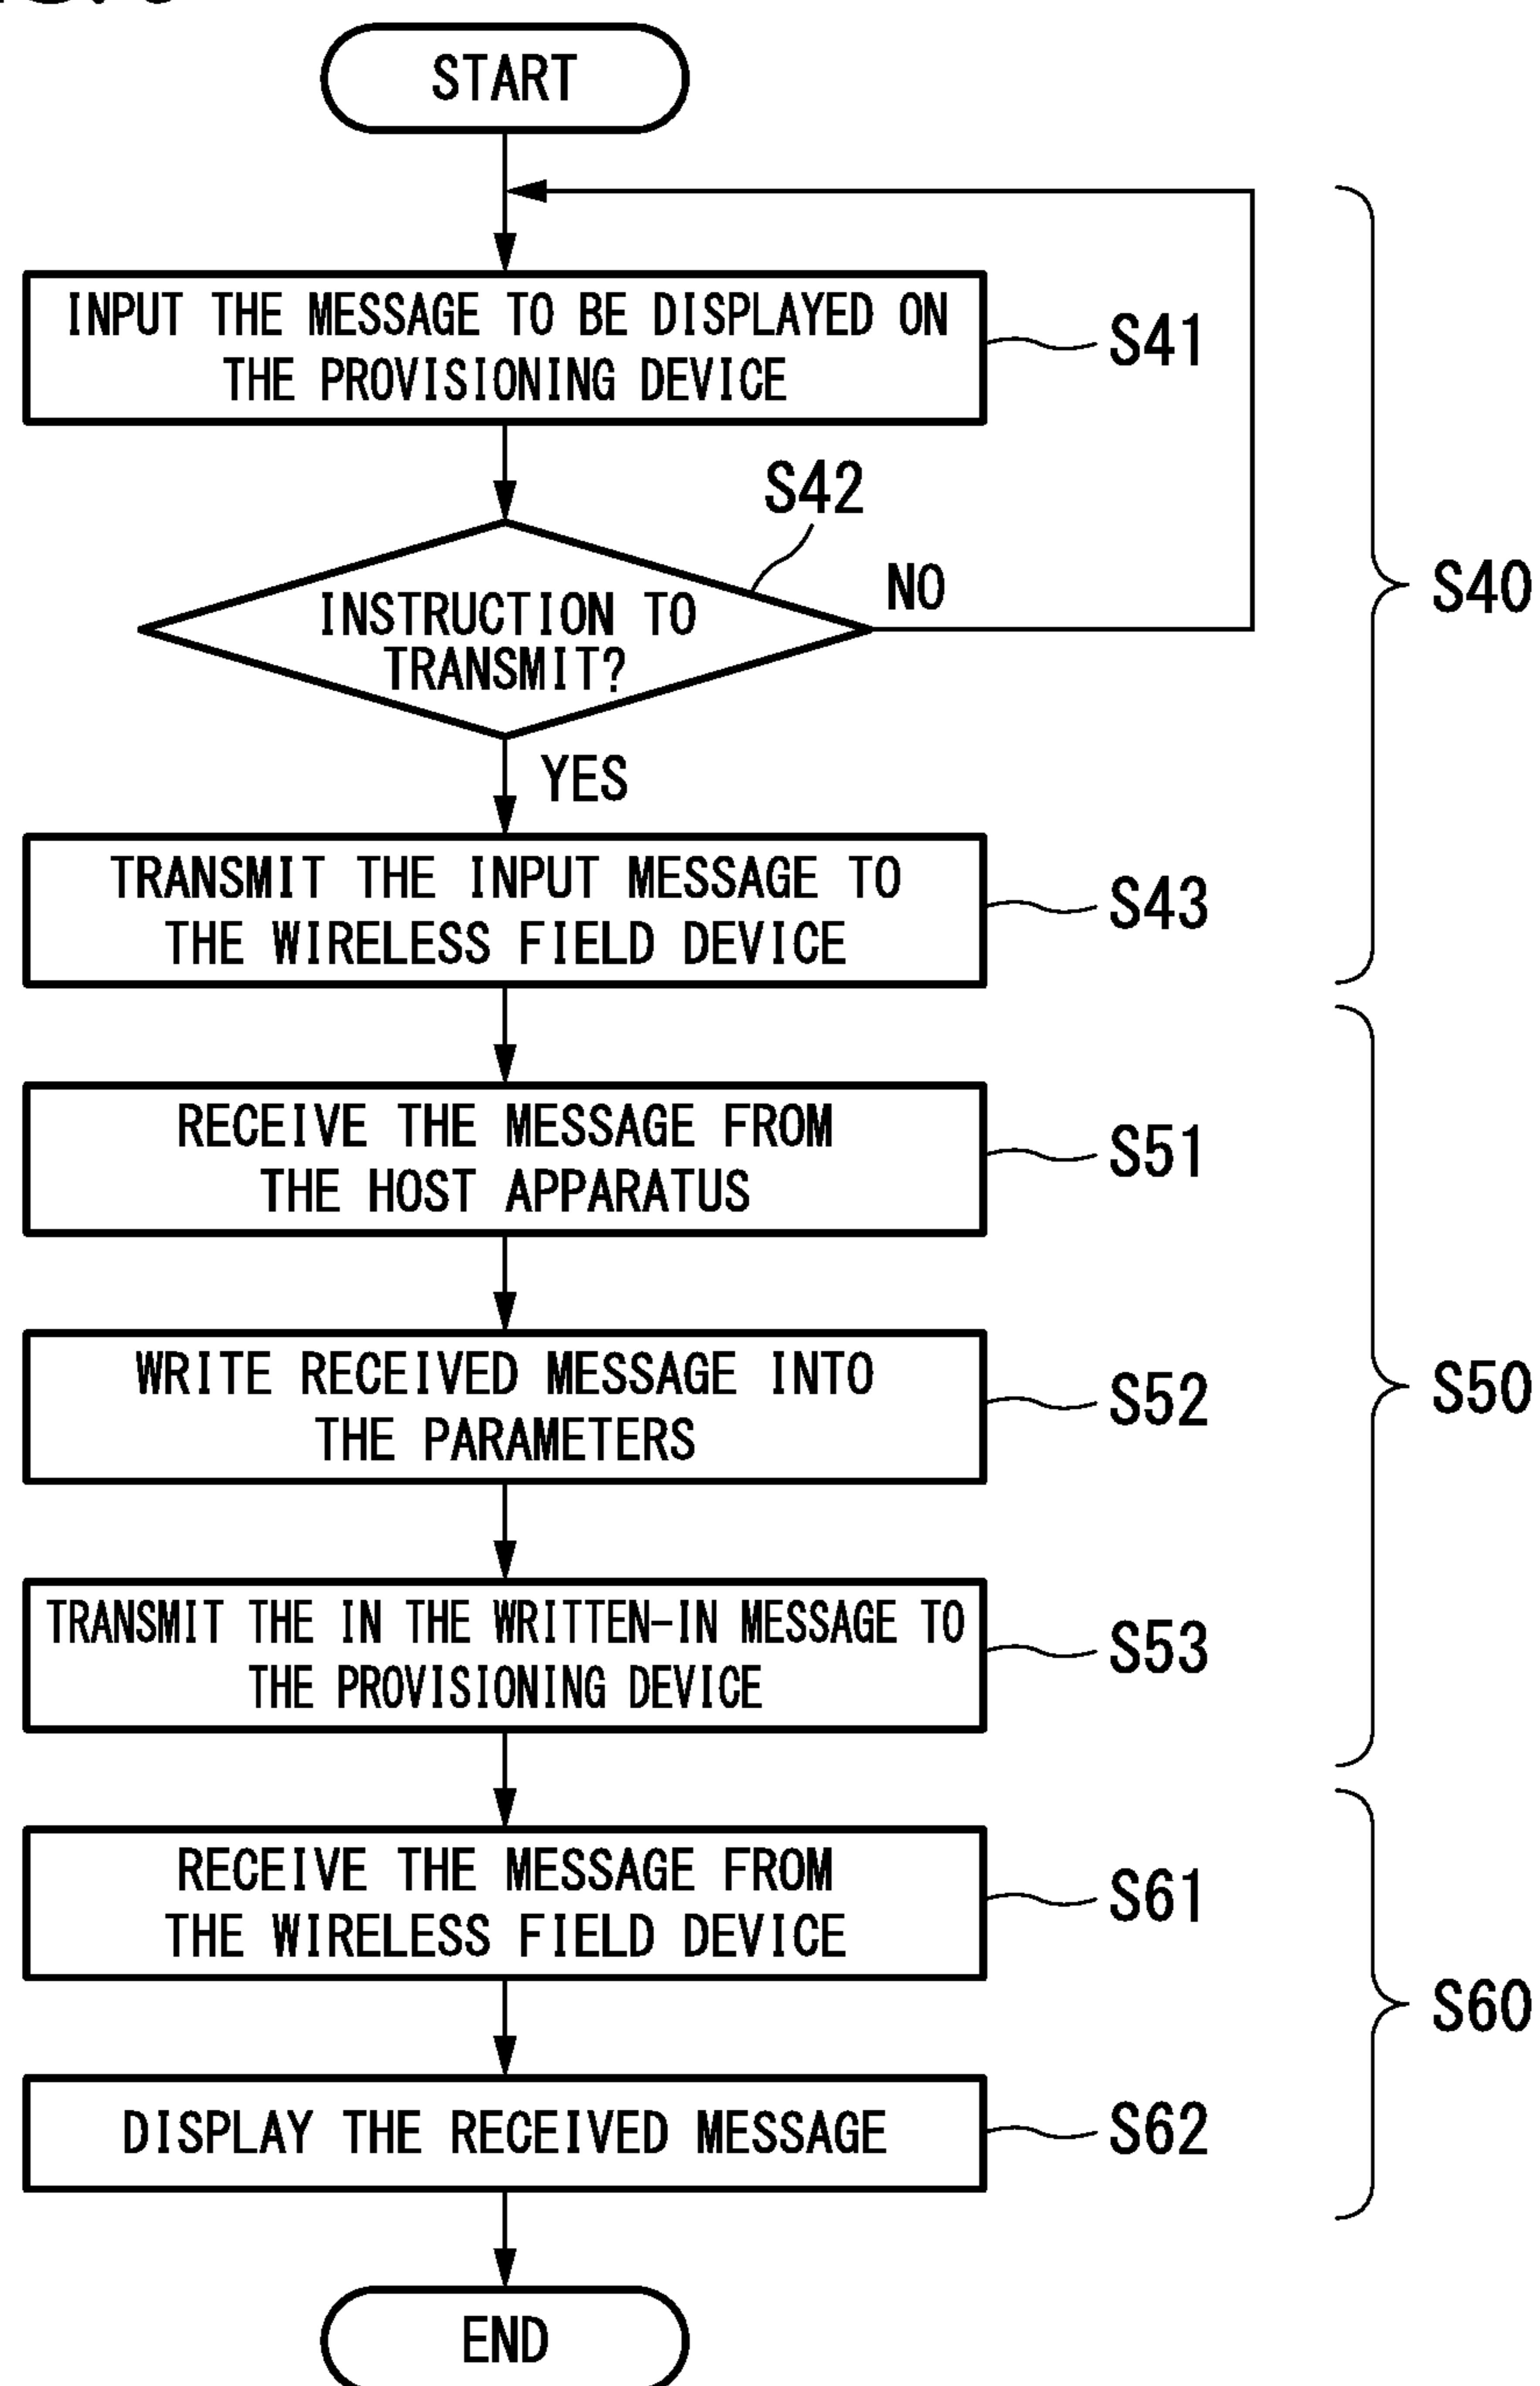 START
INPUT THE MESSAGE TO BE DISPLAYED ON
THE PROVISIONING DEVICE
S41
S42
INSTRUCTION TO
TRANSMIT?
NO
S40
YES
TRANSMIT THE INPUT MESSAGE TO
THE WIRELESS FIELD DEVICE
S43
RECEIVE THE MESSAGE FROM
THE HOST APPARATUS
S51
WRITE RECEIVED MESSAGE INTO
THE PARAMETERS
S52
S50
TRANSMIT THE IN THE WRITTEN-IN MESSAGE TO
THE PROVISIONING DEVICE
S53
RECEIVE THE MESSAGE FROM
THE WIRELESS FIELD DEVICE
S61
S60
DISPLAY THE RECEIVED MESSAGE
S62
END